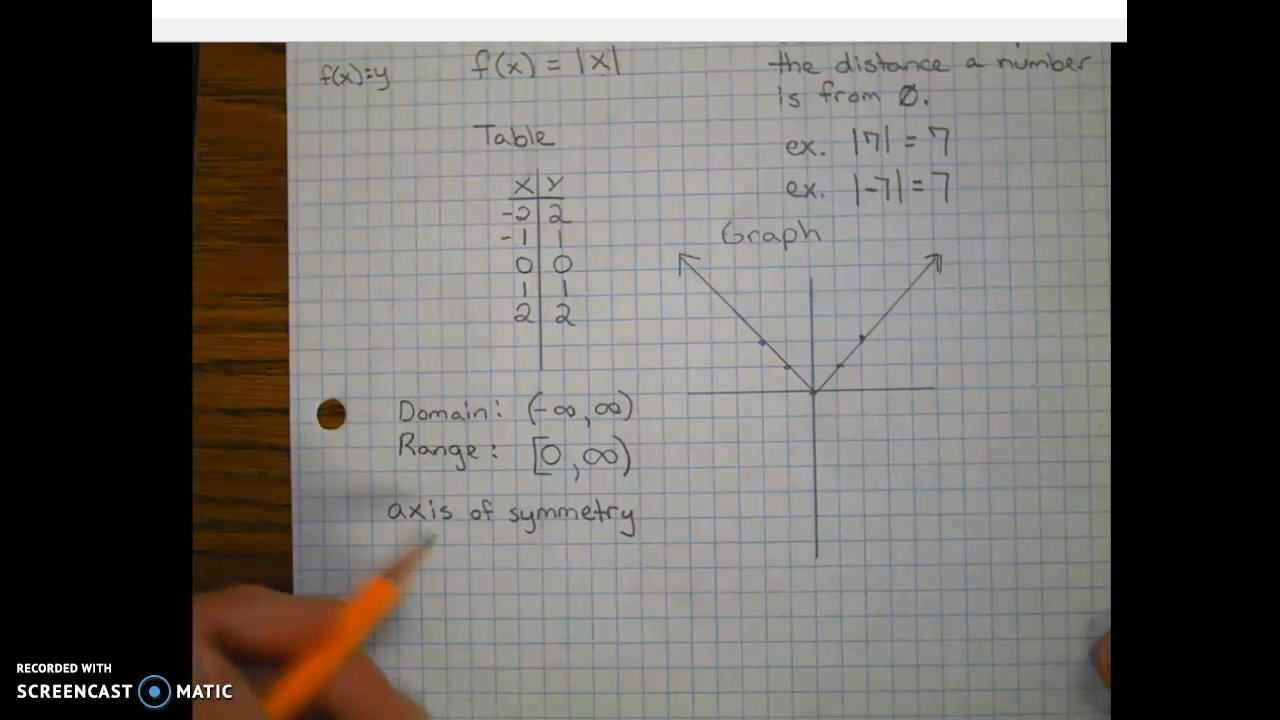 f(x)=y
f(x) = |x|
the distance a number
is from 0.
ex. |7| = 7
ex. |-7| = 7
Table
x y
-2 2
-1 1
0 0
1 1
2 2
Graph
Domain: (-∞, ∞)
Range: [0, ∞)
axis of symmetry
RECORDED WITH
SCREENCAST MATIC